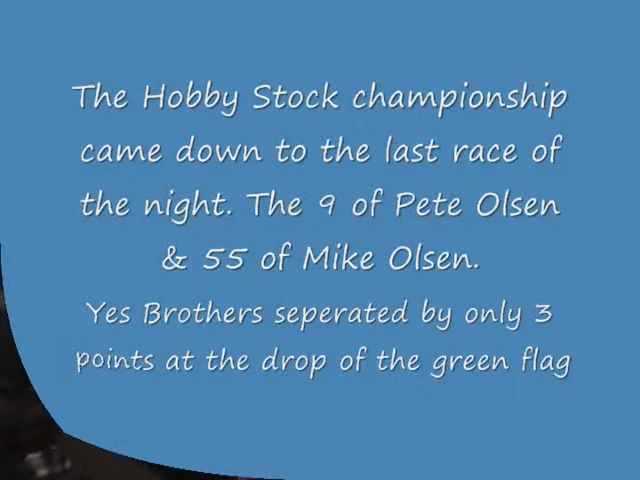 The Hobby Stock championship
came down to the last race of
the night. The 9 of Pete Olsen
& 55 of Mike Olsen.
Yes Brothers seperated by only 3
points at the drop of the green flag